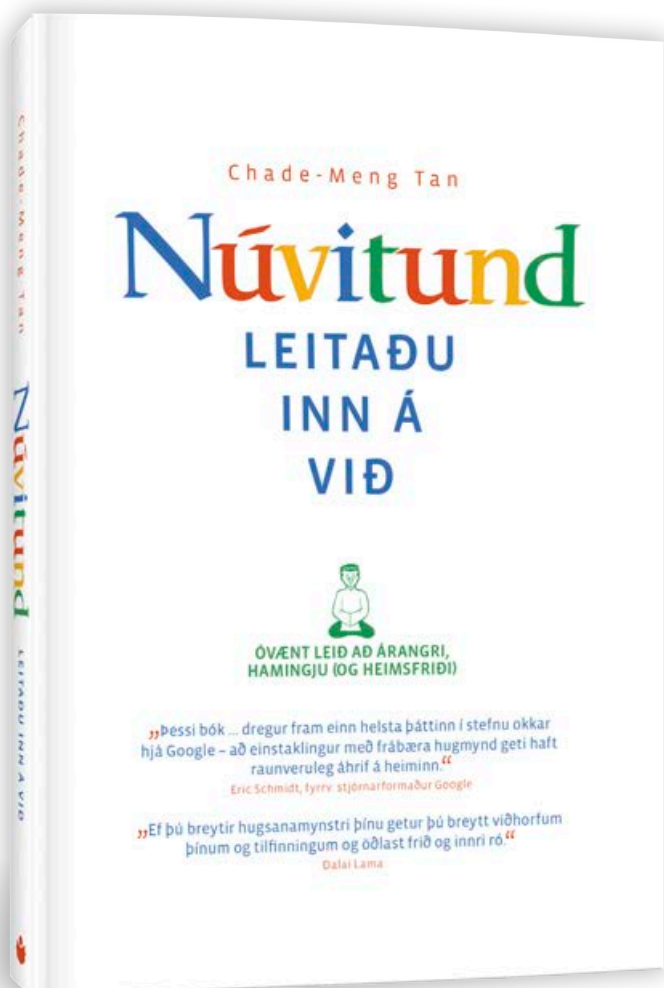 Chade-Meng Tan
Núvitund
LEITAÐU
INN Á
VIÐ
ÓVÆNT LEIÐ AÐ ÁRANGRI,
HAMINGJU (OG HEIMSFRIÐI)
„Þessi bók ... dregur fram einn helsta þáttinn í stefnu okkar
hjá Google – að einstaklingur með frábæra hugmynd geti haft
raunveruleg áhrif á heiminn.“
Eric Schmidt, fyrrv. stjórnarformaður Google
„Ef þú breytir hugsanamynstri þínu getur þú breytt viðhorfum
þínum og tilfinningum og öðlast frið og innri ró.“
Dalai Lama
Chade-Meng Tan Núvitund LEITAÐU INN Á VIÐ